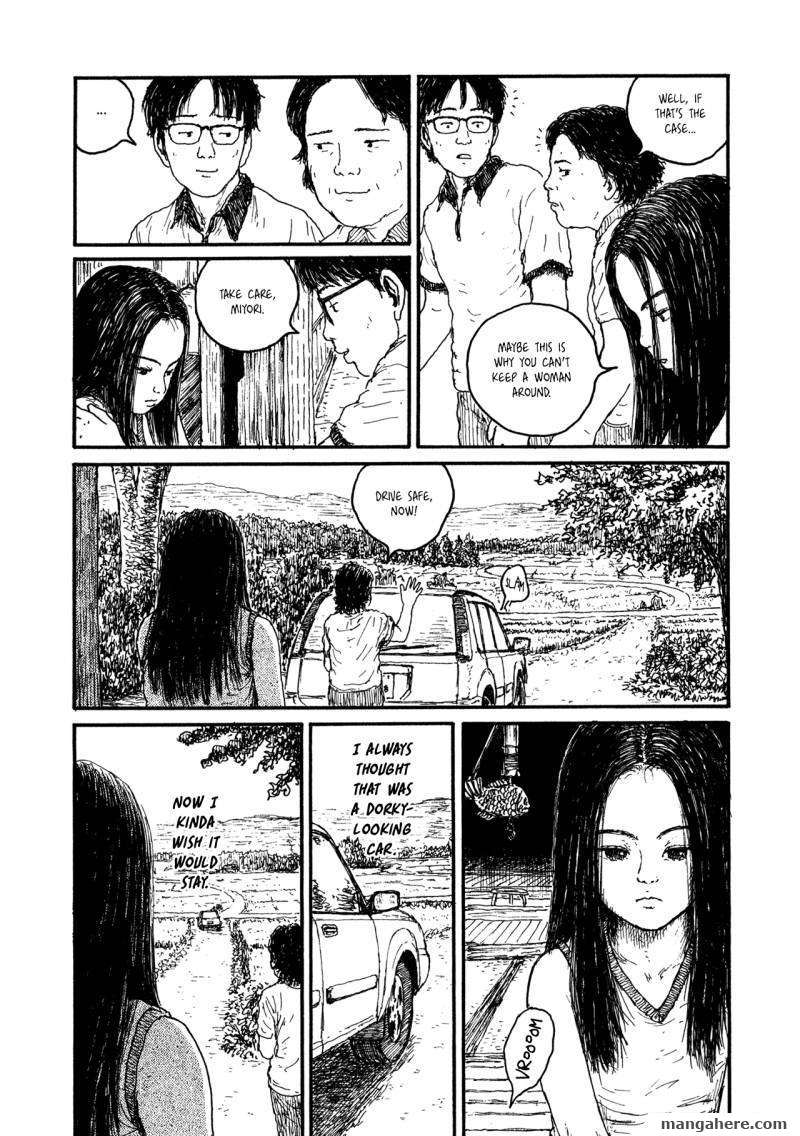 WELL, IF
THAT'S THE
CASE...
MAYBE THIS IS
WHY YOU CAN'T
KEEP A WOMAN
AROUND.
...
TAKE CARE,
MIYORI.
DRIVE SAFE,
NOW!
SLAM
VROOOOM
I ALWAYS
THOUGHT
THAT WAS
A DORKY-
LOOKING
CAR.
NOW I
KINDA
WISH IT
WOULD
STAY.
mangahere.com